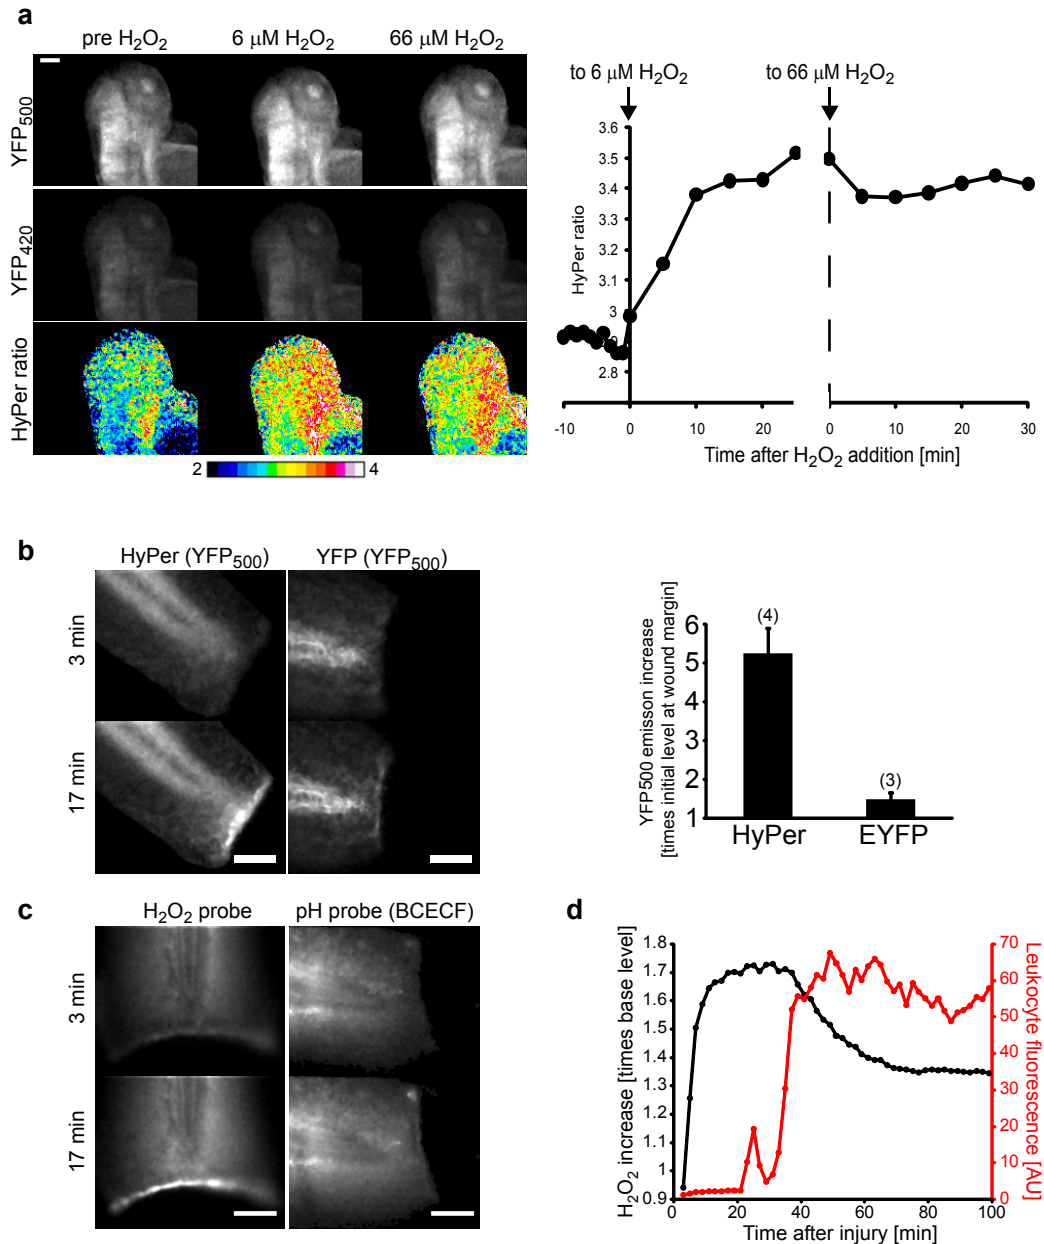 a
pre H₂O₂ 6 µM H₂O₂ 66 µM H₂O₂
YFP₅₀₀
YFP₄₂₀
HyPer ratio
2 4
to 6 µM H₂O₂ to 66 µM H₂O₂
HyPer ratio
3.6
3.5
3.4
3.3
3.2
3.1
3
2.8
-10 0 10 20 0 10 20 30
Time after H₂O₂ addition [min]
b
HyPer (YFP₅₀₀) YFP (YFP₅₀₀)
3 min
17 min
YFP500 emisson increase
[times initial level at wound margin]
6
5
4
3
2
1
(4)
(3)
HyPer EYFP
c
H₂O₂ probe pH probe (BCECF)
3 min
17 min
d
H₂O₂ increase [times base level]
1.8
1.7
1.6
1.5
1.4
1.3
1.2
1.1
1
0.9
Leukocyte fluorescence [AU]
70
60
50
40
30
20
10
0
0 20 40 60 80 100
Time after injury [min]